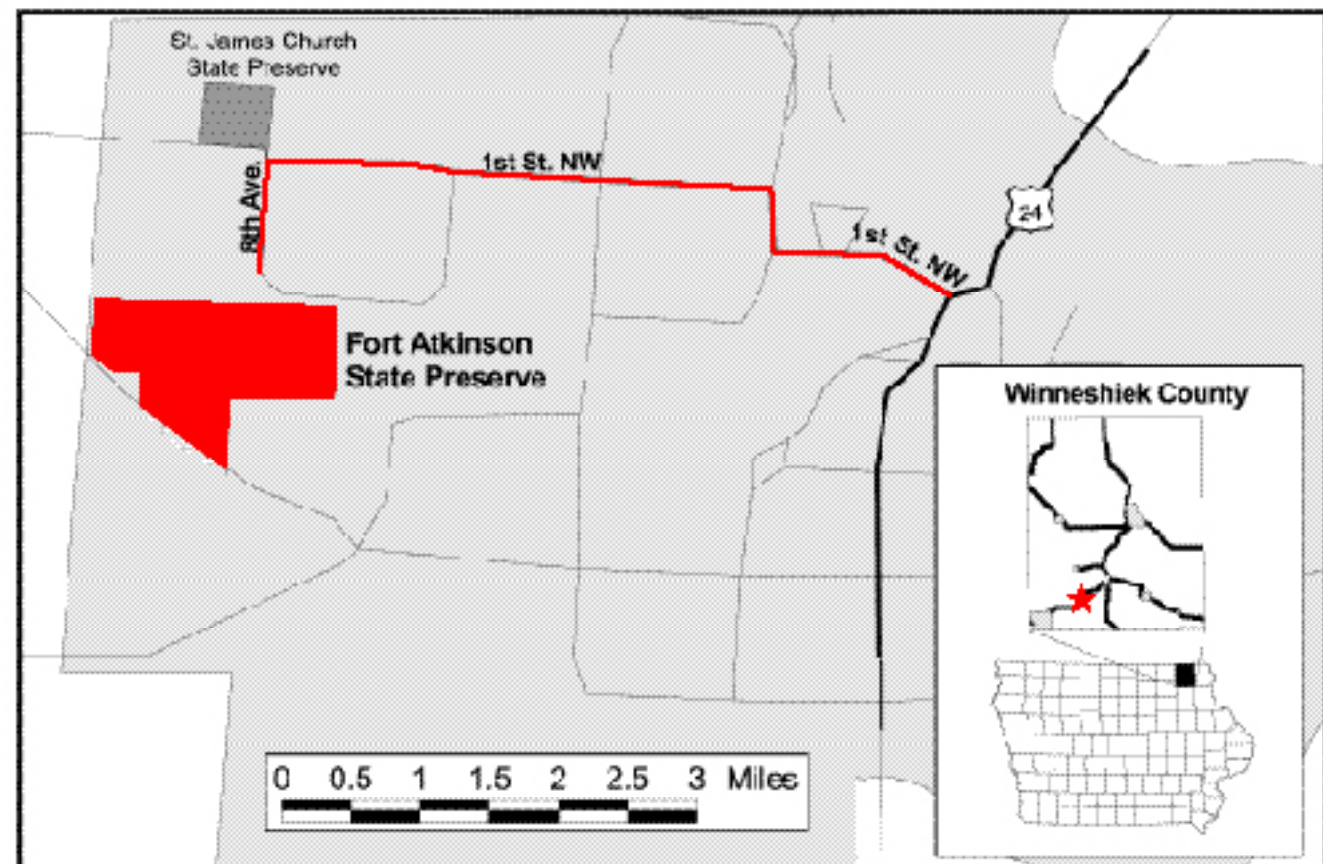 St. James Church
State Preserve
8th Ave.
1st St. NW
1st St. NW
24
Fort Atkinson
State Preserve
Winneshiek County
0 0.5 1 1.5 2 2.5 3 Miles